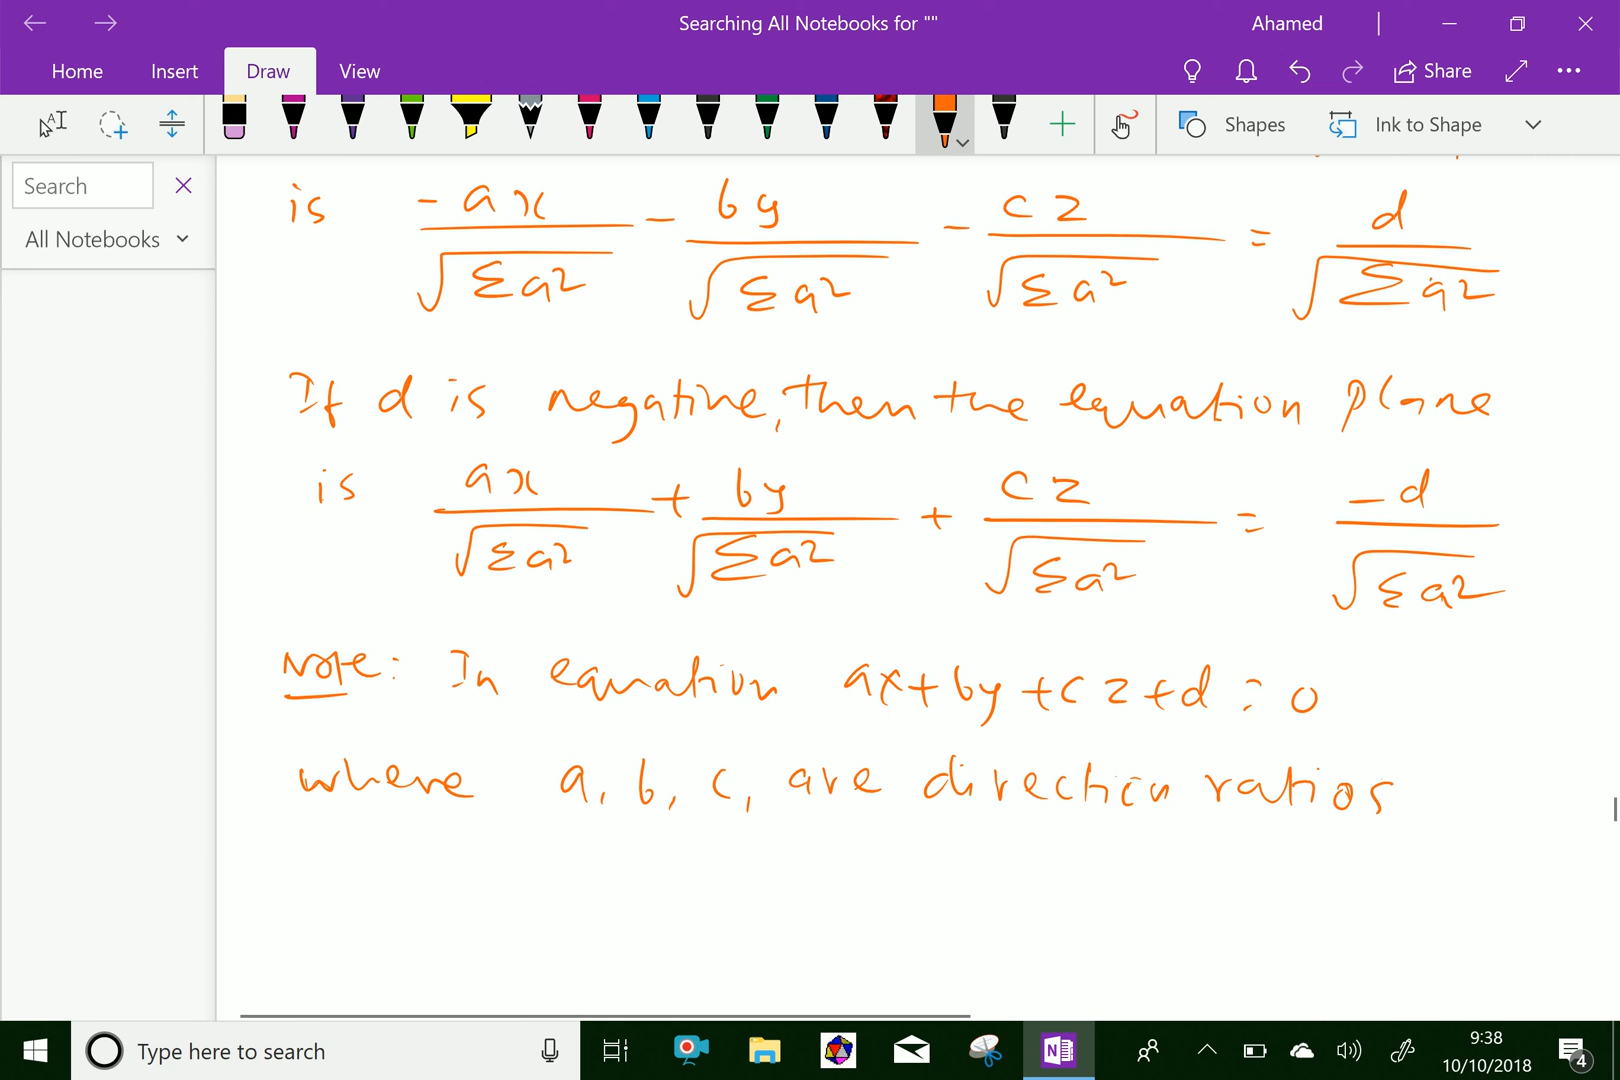 Searching All Notebooks for ""
Ahamed
Home Insert Draw View
Share
Shapes
Ink to Shape
Search
All Notebooks
is -ax/√Σa² - by/√Σa² - cz/√Σa² = d/√Σa²
If d is negative, then the equation plane
is ax/√Σa² + by/√Σa² + cz/√Σa² = -d/√Σa²
Note: In equation ax+by+cz+d=0
where a, b, c, are direction ratios
Type here to search
9:38
10/10/2018
4